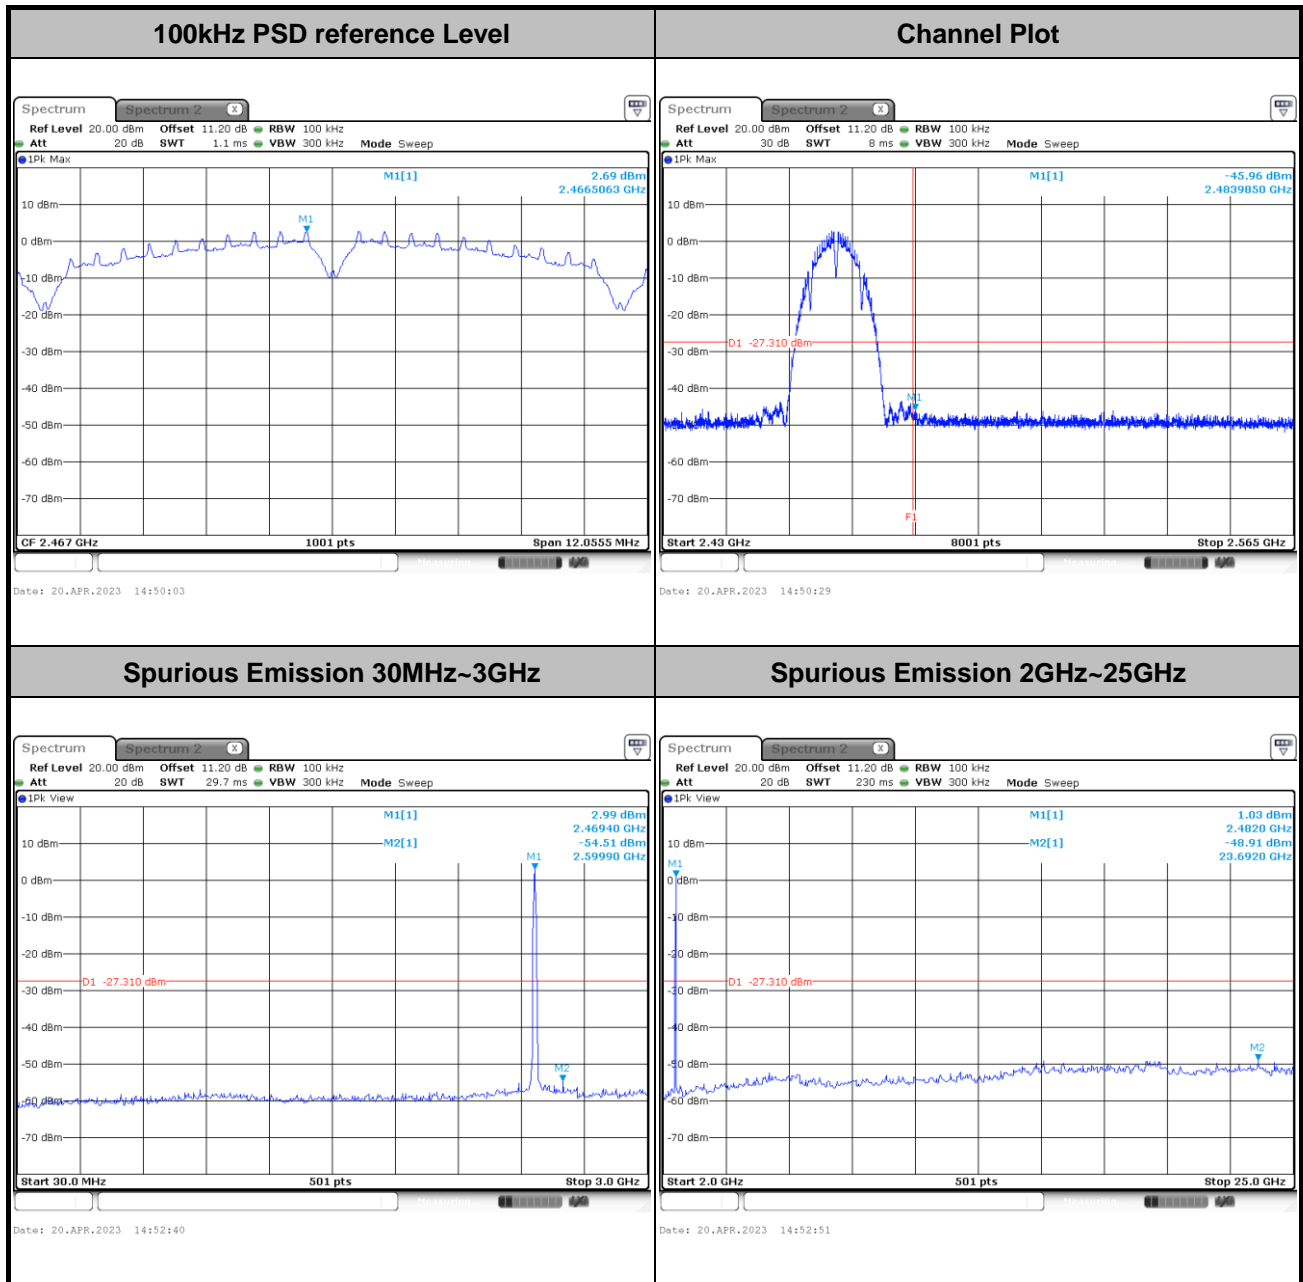 100kHz PSD reference Level
Spectrum
Spectrum 2
X
Ref Level 20.00 dBm Offset 11.20 dB RBW 100 kHz
Att 20 dB SWT 1.1 ms VBW 300 kHz Mode Sweep
1Pk Max
M1[1] 2.69 dBm
2.4665063 GHz
10 dBm
M1
0 dBm
-10 dBm
-20 dBm
-30 dBm
-40 dBm
-50 dBm
-60 dBm
-70 dBm
CF 2.467 GHz 1001 pts Span 12.0555 MHz
Measuring...
Date: 20.APR.2023 14:50:03
Channel Plot
Spectrum
Spectrum 2
X
Ref Level 20.00 dBm Offset 11.20 dB RBW 100 kHz
Att 30 dB SWT 8 ms VBW 300 kHz Mode Sweep
1Pk Max
M1[1] -45.96 dBm
2.4839850 GHz
10 dBm
0 dBm
-10 dBm
-20 dBm
D1 -27.310 dBm
-30 dBm
-40 dBm
M1
-50 dBm
-60 dBm
-70 dBm
F1
Start 2.43 GHz 8001 pts Stop 2.565 GHz
Measuring...
Date: 20.APR.2023 14:50:29
Spurious Emission 30MHz~3GHz
Spectrum
Spectrum 2
X
Ref Level 20.00 dBm Offset 11.20 dB RBW 100 kHz
Att 20 dB SWT 29.7 ms VBW 300 kHz Mode Sweep
1Pk View
M1[1] 2.99 dBm
2.46940 GHz
10 dBm
M2[1] -54.51 dBm
M1 2.59990 GHz
0 dBm
-10 dBm
-20 dBm
D1 -27.310 dBm
-30 dBm
-40 dBm
-50 dBm
M2
-60 dBm
-70 dBm
Start 30.0 MHz 501 pts Stop 3.0 GHz
Measuring...
Date: 20.APR.2023 14:52:40
Spurious Emission 2GHz~25GHz
Spectrum
Spectrum 2
X
Ref Level 20.00 dBm Offset 11.20 dB RBW 100 kHz
Att 20 dB SWT 230 ms VBW 300 kHz Mode Sweep
1Pk View
M1[1] 1.03 dBm
2.4820 GHz
10 dBm
M2[1] -48.91 dBm
23.6920 GHz
M1
0 dBm
-10 dBm
-20 dBm
D1 -27.310 dBm
-30 dBm
-40 dBm
M2
-50 dBm
-60 dBm
-70 dBm
Start 2.0 GHz 501 pts Stop 25.0 GHz
Measuring...
Date: 20.APR.2023 14:52:51